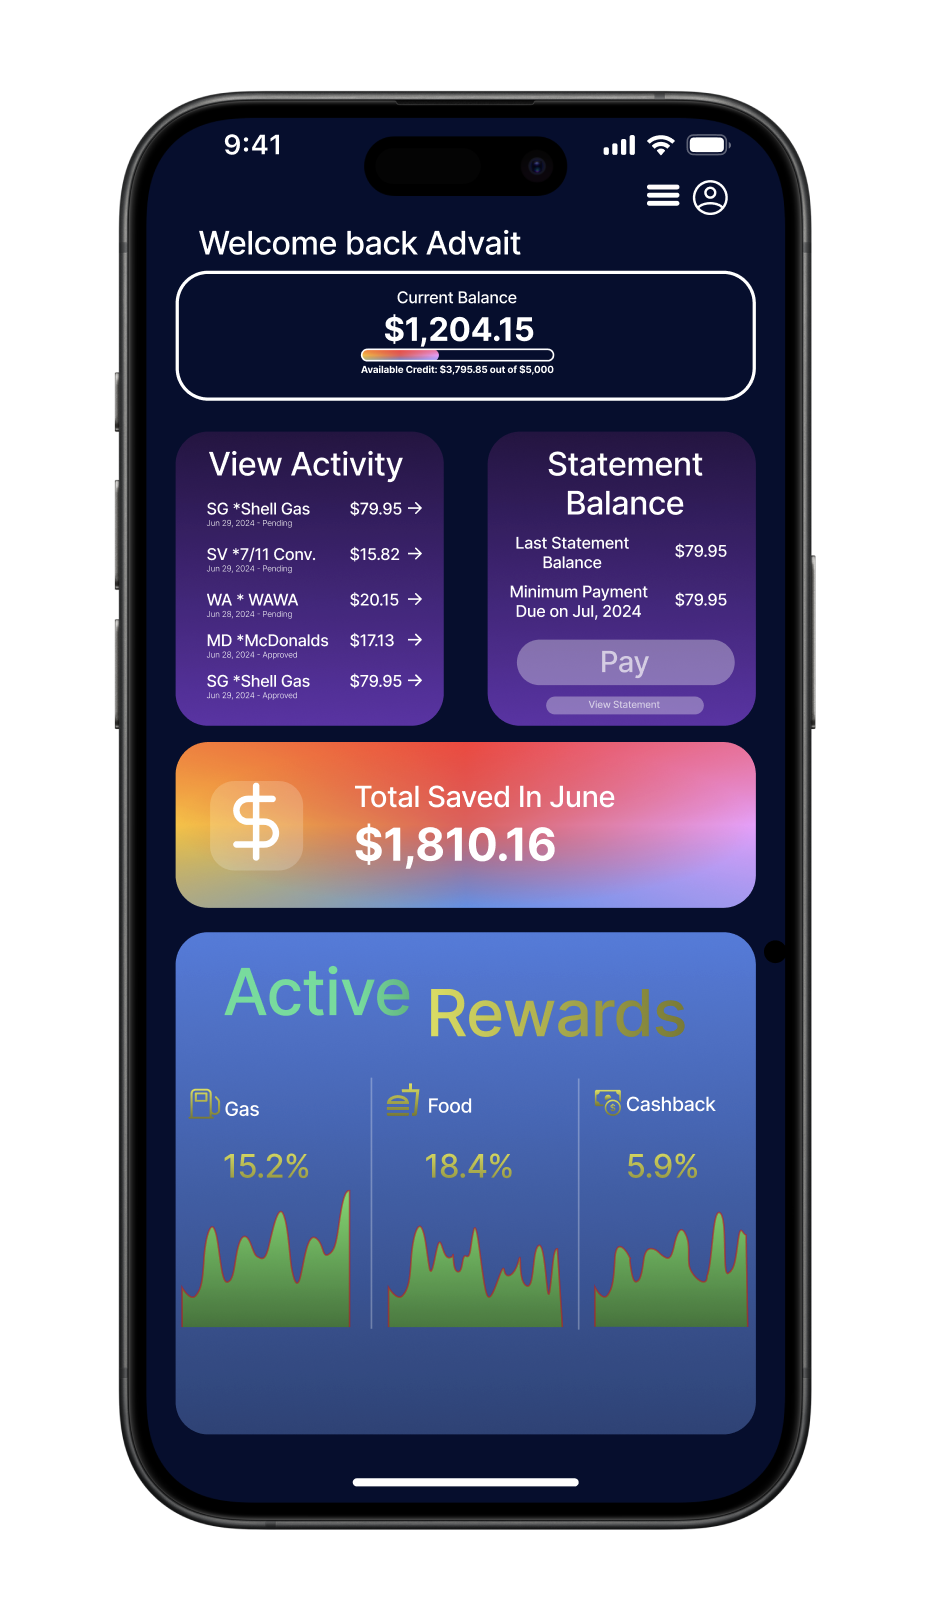 9:41
Welcome back Advait
Current Balance
$1,204.15
Available Credit: $3,795.85 out of $5,000
View Activity
SG *Shell Gas $79.95
Jun 29, 2024 - Pending
SV *7/11 Conv. $15.82
Jun 29, 2024 - Pending
WA * WAWA $20.15
Jun 28, 2024 - Pending
MD *McDonalds $17.13
Jun 28, 2024 - Approved
SG *Shell Gas $79.95
Jun 29, 2024 - Approved
Statement
Balance
Last Statement
Balance
$79.95
Minimum Payment
Due on Jul, 2024
$79.95
Pay
View Statement
Total Saved In June
$1,810.16
Active Rewards
Gas
15.2%
Food
18.4%
Cashback
5.9%